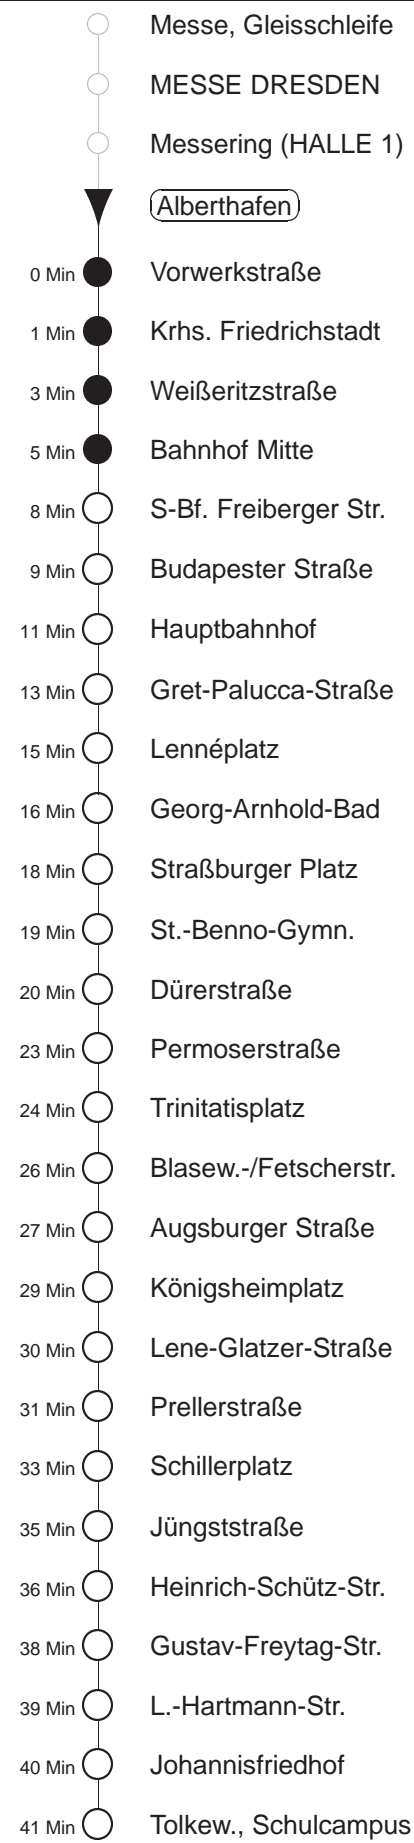 Messe, Gleisschleife
MESSE DRESDEN
Messering (HALLE 1)
Alberthafen
0 Min Vorwerkstraße
1 Min Krhs. Friedrichstadt
3 Min Weißeritzstraße
5 Min Bahnhof Mitte
8 Min S-Bf. Freiberger Str.
9 Min Budapester Straße
11 Min Hauptbahnhof
13 Min Gret-Palucca-Straße
15 Min Lennéplatz
16 Min Georg-Arnhold-Bad
18 Min Straßburger Platz
19 Min St.-Benno-Gymn.
20 Min Dürerstraße
23 Min Permoserstraße
24 Min Trinitatisplatz
26 Min Blasew.-/Fetscherstr.
27 Min Augsburger Straße
29 Min Königsheimplatz
30 Min Lene-Glatzer-Straße
31 Min Prellerstraße
33 Min Schillerplatz
35 Min Jüngststraße
36 Min Heinrich-Schütz-Str.
38 Min Gustav-Freytag-Str.
39 Min L.-Hartmann-Str.
40 Min Johannisfriedhof
41 Min Tolkew., Schulcampus